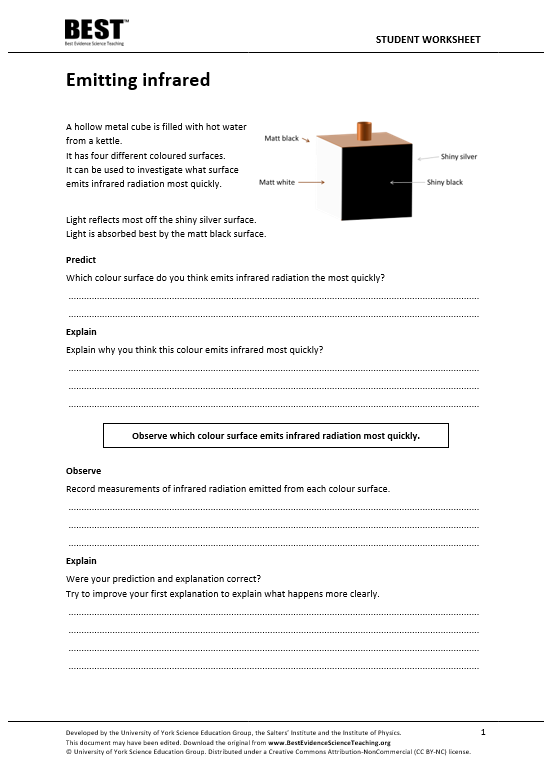 BEST™
Best Evidence Science Teaching
STUDENT WORKSHEET
Emitting infrared
A hollow metal cube is filled with hot water
from a kettle.
It has four different coloured surfaces.
It can be used to investigate what surface
emits infrared radiation most quickly.
Matt black
Shiny silver
Matt white
Shiny black
Light reflects most off the shiny silver surface.
Light is absorbed best by the matt black surface.
Predict
Which colour surface do you think emits infrared radiation the most quickly?
Explain
Explain why you think this colour emits infrared most quickly?
Observe which colour surface emits infrared radiation most quickly.
Observe
Record measurements of infrared radiation emitted from each colour surface.
Explain
Were your prediction and explanation correct?
Try to improve your first explanation to explain what happens more clearly.
Developed by the University of York Science Education Group, the Salters' Institute and the Institute of Physics.
1
This document may have been edited. Download the original from www.BestEvidenceScienceTeaching.org
© University of York Science Education Group. Distributed under a Creative Commons Attribution-NonCommercial (CC BY-NC) license.